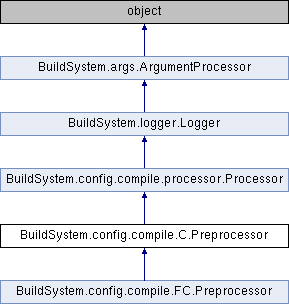 object
BuildSystem.args.ArgumentProcessor
BuildSystem.logger.Logger
BuildSystem.config.compile.processor.Processor
BuildSystem.config.compile.C.Preprocessor
BuildSystem.config.compile.FC.Preprocessor